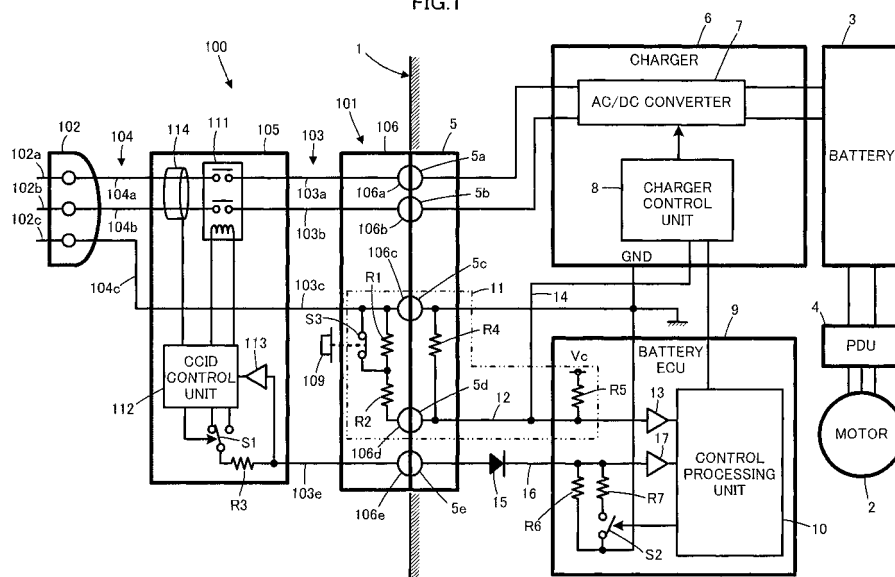 FIG.1
100
1
6
7
3
CHARGER
AC/DC CONVERTER
BATTERY
102
104
114
111
105
103
101
106
5
102a
102b
102c
104a
104b
104c
103a
103b
106a
106b
5a
5b
8
CHARGER
CONTROL
UNIT
GND
106c
5c
11
14
103c
R1
S3
R4
109
R2
9
4
PDU
BATTERY
ECU
Vc
R5
13
CCID
CONTROL
UNIT
113
112
S1
R3
5d
12
106d
17
CONTROL
PROCESSING
UNIT
MOTOR
2
103e
106e
5e
15
16
R6
R7
S2
10